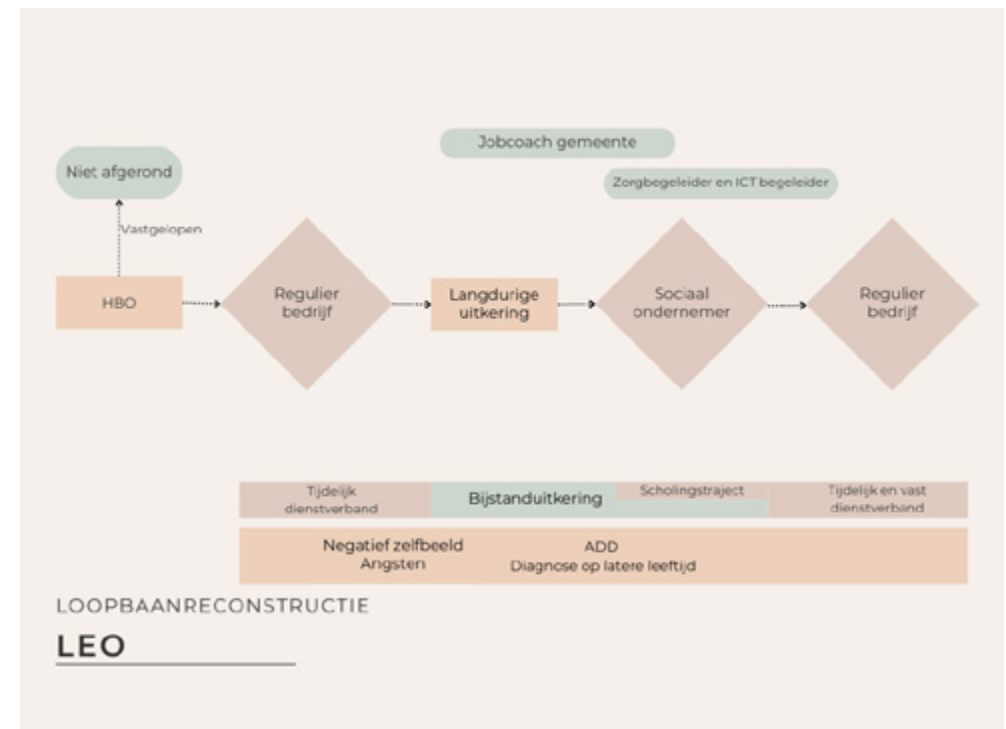 Jobcoach gemeente
Niet afgerond
Zorgbegeleider en ICT begeleider
Vastgelopen
HBO
Regulier
bedrijf
Langdurige
uitkering
Sociaal
ondernemer
Regulier
bedrijf
Tijdelijk
dienstverband
Bijstanduitkering
Scholingstraject
Tijdelijk en vast
dienstverband
Negatief zelfbeeld
Angsten
ADD
Diagnose op latere leeftijd
LOOPBAANRECONSTRUCTIE
LEO